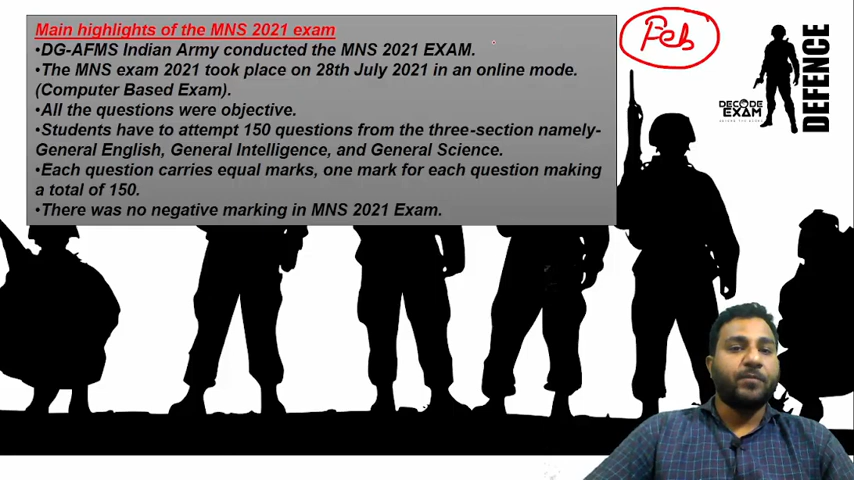 Main highlights of the MNS 2021 exam
•DG-AFMS Indian Army conducted the MNS 2021 EXAM.
•The MNS exam 2021 took place on 28th July 2021 in an online mode.
(Computer Based Exam).
•All the questions were objective.
•Students have to attempt 150 questions from the three-section namely-
General English, General Intelligence, and General Science.
•Each question carries equal marks, one mark for each question making
a total of 150.
•There was no negative marking in MNS 2021 Exam.
Feb
DECODE
EXAM
DEFENCE